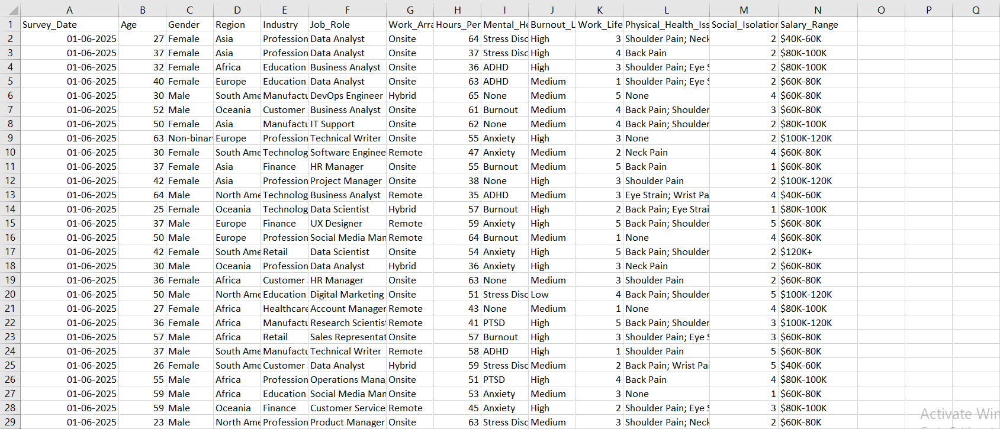 A B C D E F G H I J K L M N O P Q
1 Survey_Date Age Gender Region Industry Job_Role Work_Arra Hours_Per Mental_He Burnout_L Work_Life Physical_Health_Iss Social_Isolation Salary_Range
2 01-06-2025 27 Female Asia Profession Data Analyst Onsite 64 Stress Disc High 3 Shoulder Pain; Neck 2 $40K-60K
3 01-06-2025 37 Female Asia Profession Data Analyst Onsite 37 Stress Disc High 4 Back Pain 2 $80K-100K
4 01-06-2025 32 Female Africa Education Business Analyst Onsite 36 ADHD High 3 Shoulder Pain; Eye S 2 $80K-100K
5 01-06-2025 40 Female Europe Education Data Analyst Onsite 63 ADHD Medium 1 Shoulder Pain; Eye S 2 $60K-80K
6 01-06-2025 30 Male South Ame Manufactu DevOps Engineer Hybrid 65 None Medium 5 None 4 $60K-80K
7 01-06-2025 52 Male Oceania Customer Business Analyst Onsite 61 Burnout Medium 4 Back Pain; Shoulder 3 $60K-80K
8 01-06-2025 50 Female Asia Manufactu IT Support Onsite 62 None Medium 4 Back Pain; Shoulder 2 $80K-100K
9 01-06-2025 63 Non-binary Europe Profession Technical Writer Onsite 55 Anxiety High 3 None 2 $100K-120K
10 01-06-2025 30 Female South Ame Technolog Software Enginee Remote 47 Anxiety Medium 2 Neck Pain 4 $60K-80K
11 01-06-2025 37 Female Asia Finance HR Manager Onsite 55 Burnout Medium 5 Back Pain 1 $60K-80K
12 01-06-2025 42 Female Asia Profession Project Manager Onsite 38 None High 3 Shoulder Pain 2 $100K-120K
13 01-06-2025 64 Male North Ame Technolog Business Analyst Remote 35 ADHD Medium 3 Eye Strain; Wrist Pa 4 $40K-60K
14 01-06-2025 25 Female Oceania Technolog Data Scientist Hybrid 57 Burnout High 2 Back Pain; Eye Strai 1 $80K-100K
15 01-06-2025 37 Male Europe Finance UX Designer Remote 59 Anxiety High 5 Back Pain; Shoulder 5 $60K-80K
16 01-06-2025 50 Male Europe Profession Social Media Man Remote 64 Burnout Medium 1 None 4 $60K-80K
17 01-06-2025 42 Female South Ame Retail Data Scientist Onsite 54 Anxiety High 5 Back Pain; Shoulder 2 $120K+
18 01-06-2025 30 Male Oceania Profession Data Analyst Hybrid 36 Anxiety High 3 Neck Pain 2 $60K-80K
19 01-06-2025 36 Female Africa Customer HR Manager Onsite 63 None Medium 3 Shoulder Pain 2 $60K-80K
20 01-06-2025 50 Male North Ame Education Digital Marketing Onsite 51 Stress Disc Low 4 Back Pain; Shoulder 5 $100K-120K
21 01-06-2025 27 Female Africa Healthcare Account Manager Remote 43 None Medium 1 None 4 $80K-100K
22 01-06-2025 36 Female Africa Manufactu Research Scientist Remote 41 PTSD High 5 Back Pain; Shoulder 3 $100K-120K
23 01-06-2025 57 Male Africa Retail Sales Representat Onsite 57 Burnout High 3 Shoulder Pain; Eye S 3 $60K-80K
24 01-06-2025 37 Male South Ame Manufactu Technical Writer Remote 58 ADHD High 1 Shoulder Pain 5 $60K-80K
25 01-06-2025 26 Female South Ame Customer Data Analyst Hybrid 59 Stress Disc Medium 2 Back Pain; Wrist Pai 5 $40K-60K
26 01-06-2025 55 Male Africa Profession Operations Mana Onsite 51 PTSD High 4 Back Pain 4 $80K-100K
27 01-06-2025 59 Male Africa Education Social Media Man Onsite 53 Anxiety Medium 3 None 1 $60K-80K
28 01-06-2025 59 Male Oceania Finance Customer Service Remote 45 Anxiety High 2 Shoulder Pain; Eye S 3 $80K-100K
29 01-06-2025 23 Male North Ame Profession Product Manager Onsite 63 Stress Disc Medium 3 Shoulder Pain; Neck 2 $60K-80K
Activate Win